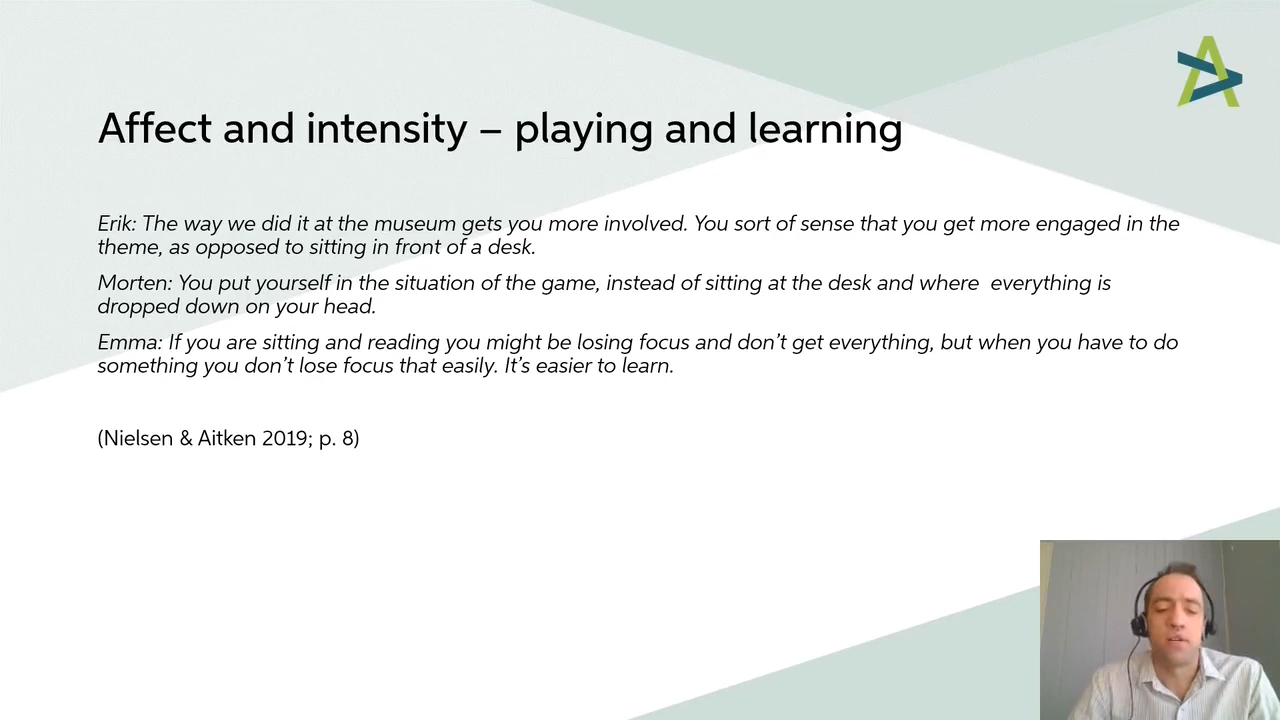 Affect and intensity – playing and learning
Erik: The way we did it at the museum gets you more involved. You sort of sense that you get more engaged in the
theme, as opposed to sitting in front of a desk.
Morten: You put yourself in the situation of the game, instead of sitting at the desk and where  everything is
dropped down on your head.
Emma: If you are sitting and reading you might be losing focus and don’t get everything, but when you have to do
something you don’t lose focus that easily. It’s easier to learn.
(Nielsen & Aitken 2019; p. 8)